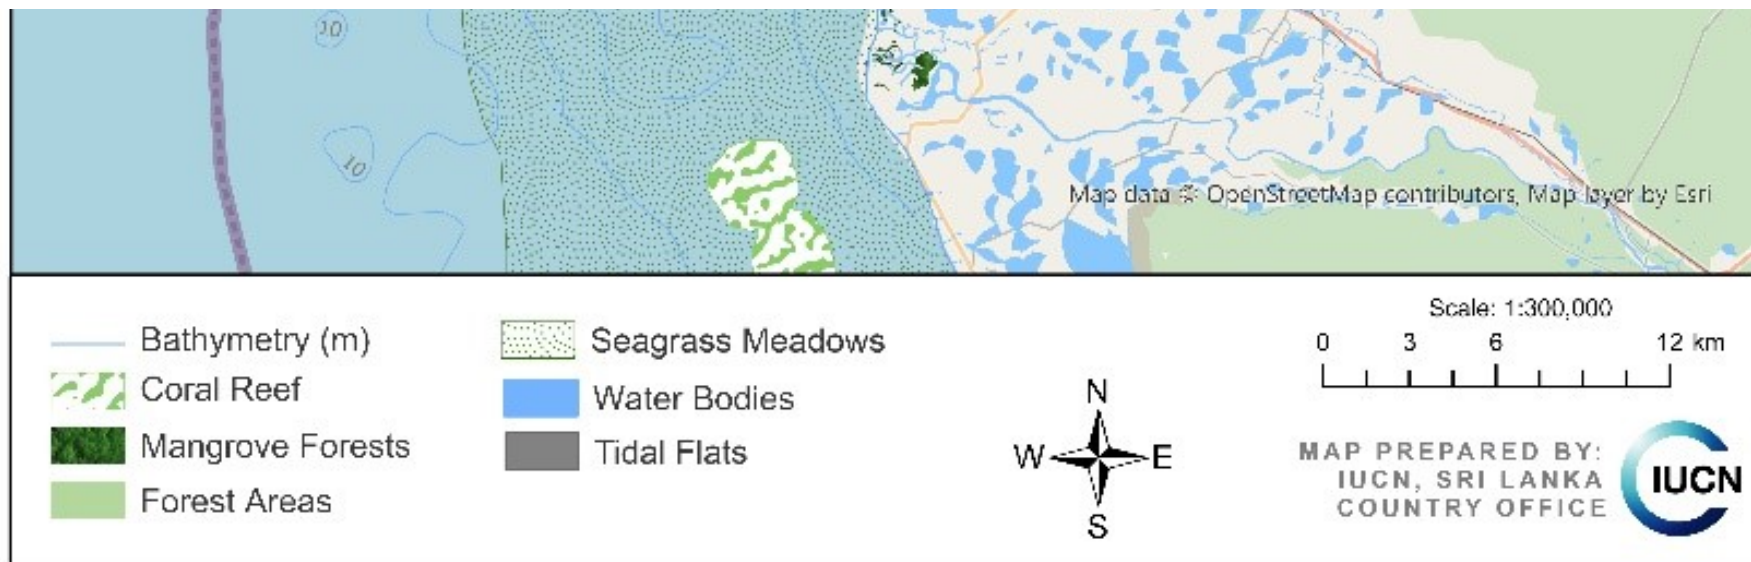 10
10
Map data © OpenStreetMap contributors, Map layer by Esri
Bathymetry (m)
Coral Reef
Mangrove Forests
Forest Areas
Seagrass Meadows
Water Bodies
Tidal Flats
N
W E
S
Scale: 1:300,000
0 3 6 12 km
MAP PREPARED BY:
IUCN, SRI LANKA
COUNTRY OFFICE
IUCN